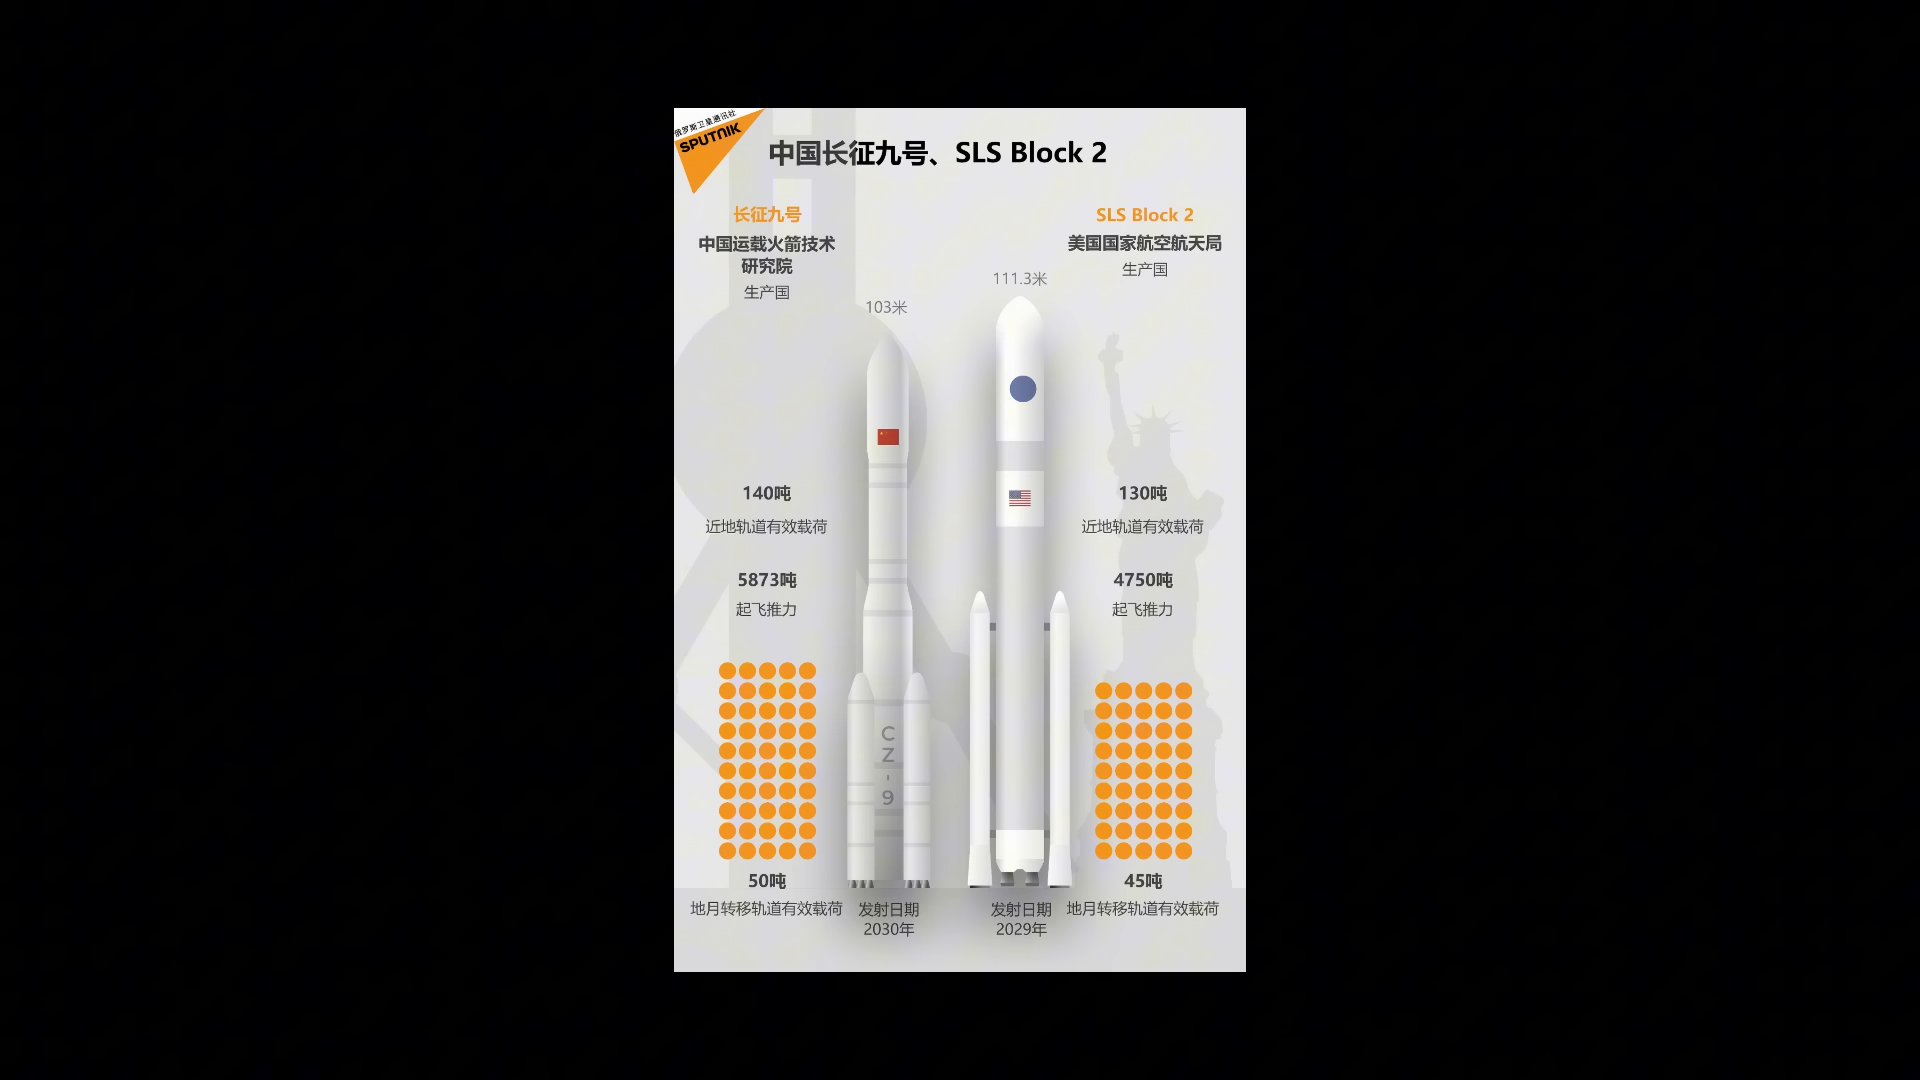 俄罗斯卫星通讯社
SPUTNIK
中国长征九号、SLS Block 2
长征九号
中国运载火箭技术
研究院
生产国
SLS Block 2
美国国家航空航天局
生产国
103米
111.3米
140吨
近地轨道有效载荷
130吨
近地轨道有效载荷
5873吨
起飞推力
4750吨
起飞推力
C
Z
-
9
50吨
地月转移轨道有效载荷
发射日期
2030年
发射日期
2029年
45吨
地月转移轨道有效载荷